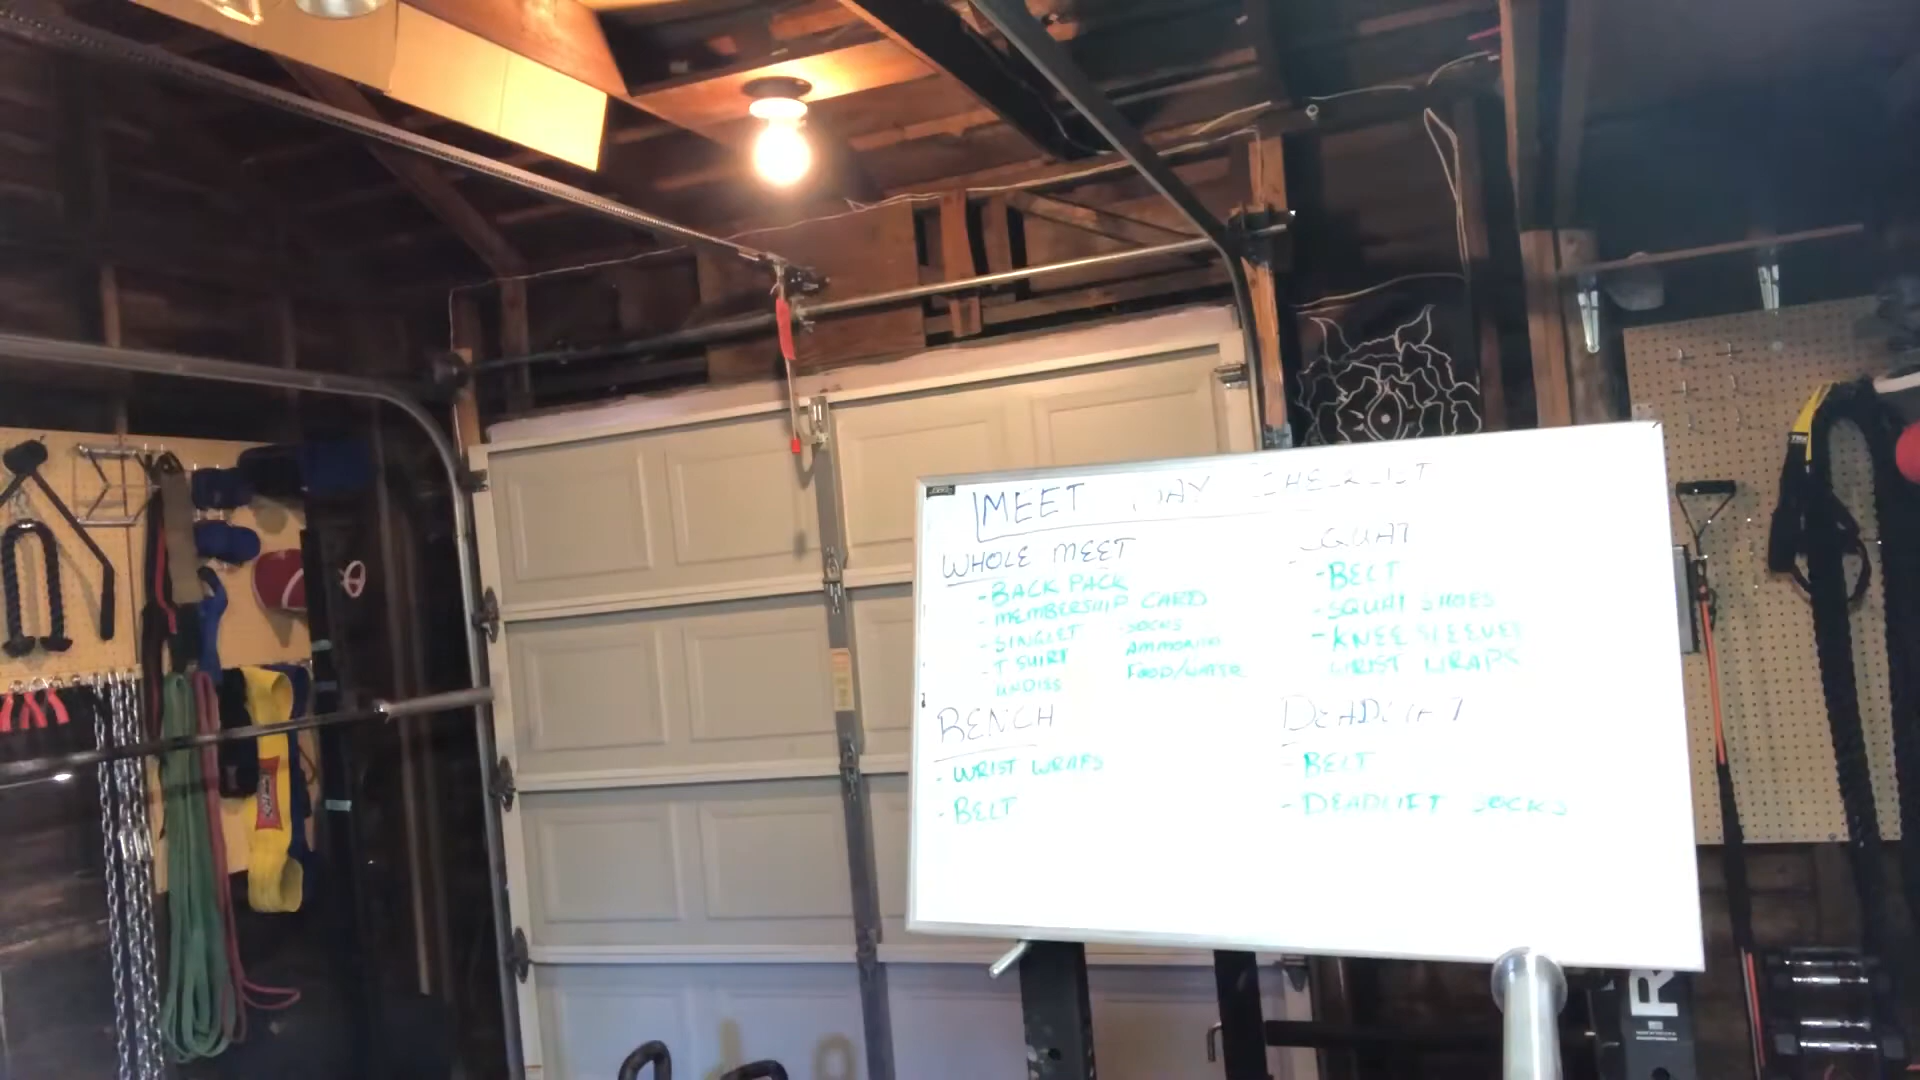 MEET DAY CHECKLIST
WHOLE MEET
- BACK PACK
- MEMBERSHIP CARD
- SINGLET
- T SHIRT
UNDIES
SOCKS
AMMONIA
FOOD/WATER
SQUAT
- BELT
- SQUAT SHOES
- KNEE SLEEVES
WRIST WRAPS
BENCH
- WRIST WRAPS
- BELT
DEADLIFT
- BELT
- DEADLIFT SOCKS
R